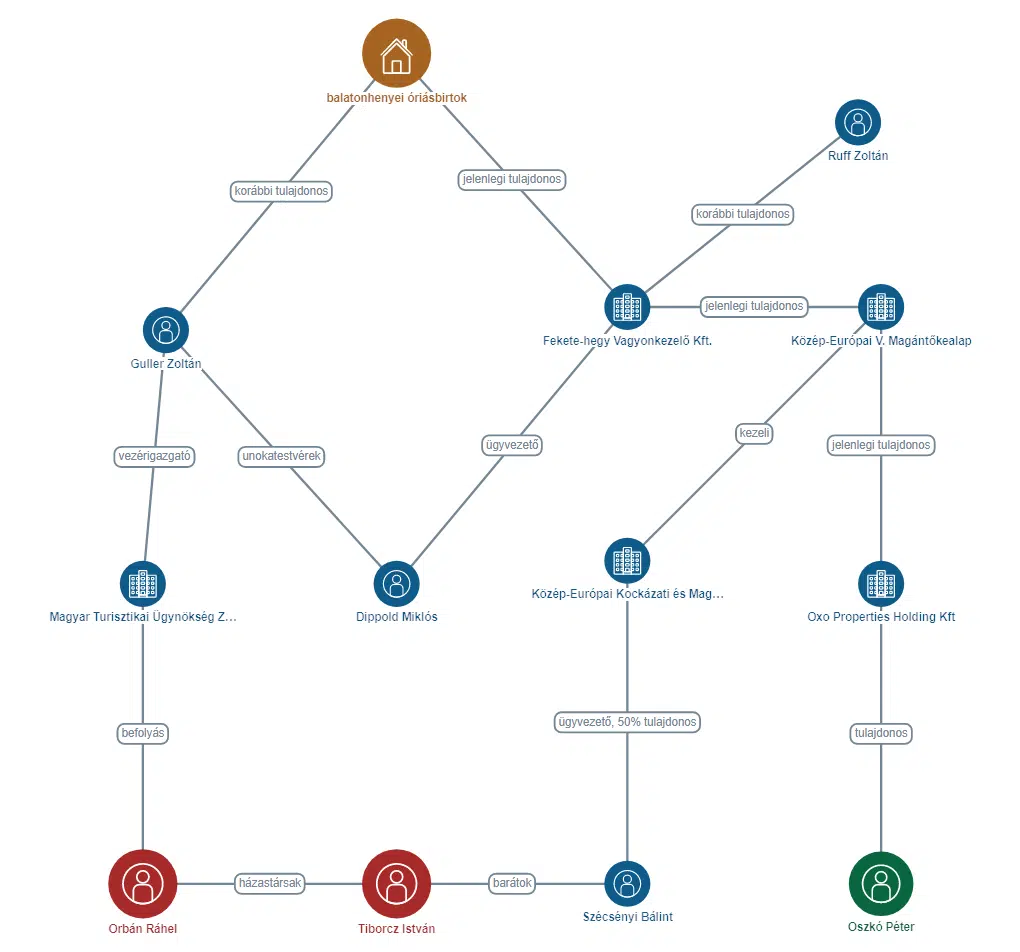 balatonhenyei óriásbirtok
Ruff Zoltán
jelenlegi tulajdonos
korábbi tulajdonos
korábbi tulajdonos
jelenlegi tulajdonos
Fekete-hegy Vagyonkezelő Kft.
Közép-Európai V. Magántőkealap
Guller Zoltán
kezeli
ügyvezető
jelenlegi tulajdonos
vezérigazgató
unokatestvérek
Közép-Európai Kockázati és Mag...
Magyar Turisztikai Ügynökség Z...
Dippold Miklós
Oxo Properties Holding Kft
ügyvezető, 50% tulajdonos
befolyás
tulajdonos
házastársak
barátok
Szécsényi Bálint
Orbán Ráhel
Tiborcz István
Oszkó Péter